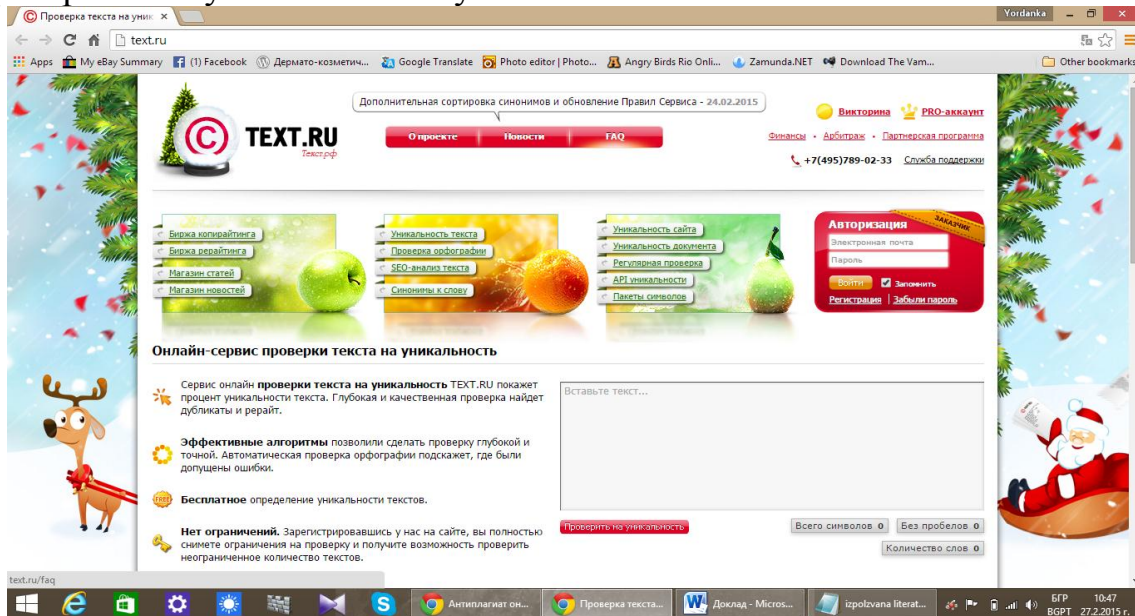 Проверка текста на уник
Yordanka
text.ru
Apps My eBay Summary (1) Facebook Дермато-козметич... Google Translate Photo editor | Photo... Angry Birds Rio Onli... Zamunda.NET Download The Vam... Other bookmarks
Дополнительная сортировка синонимов и обновление Правил Сервиса - 24.02.2015
Викторина PRO-аккаунт
TEXT.RU
Текст.рф
О проекте Новости FAQ
Финансы • Арбитраж • Партнерская программа
+7(495)789-02-33 Служба поддержки
Биржа копирайтинга
Биржа рерайтинга
Магазин статей
Магазин новостей
Уникальность текста
Проверка орфографии
SEO-анализ текста
Синонимы к слову
Уникальность сайта
Уникальность документа
Регулярная проверка
API уникальности
Пакеты символов
Авторизация
ЗАКАЗЧИК
Электронная почта
Пароль
Войти Запомнить
Регистрация | Забыли пароль
Онлайн-сервис проверки текста на уникальность
Сервис онлайн проверки текста на уникальность TEXT.RU покажет
процент уникальности текста. Глубокая и качественная проверка найдет
дубликаты и рерайт.
Эффективные алгоритмы позволили сделать проверку глубокой и
точной. Автоматическая проверка орфографии подскажет, где были
допущены ошибки.
FREE
Бесплатное определение уникальности текстов.
Нет ограничений. Зарегистрировавшись у нас на сайте, вы полностью
снимете ограничения на проверку и получите возможность проверить
неограниченное количество текстов.
Вставьте текст...
Проверить на уникальность
Всего символов 0 Без пробелов 0
Количество слов 0
text.ru/faq
Антиплагиат он... Проверка текста... Доклад - Micros... izpolzvana literat...
БГР 10:47
BGPT 27.2.2015 г.